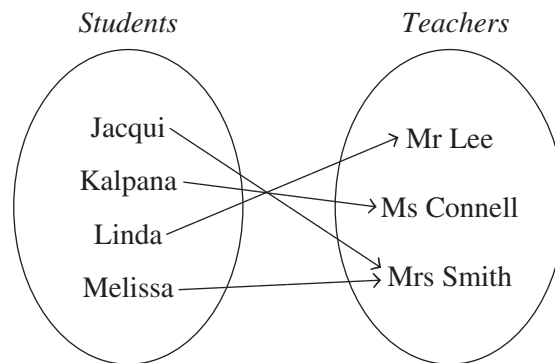 Students
Teachers
Jacqui
Kalpana
Linda
Melissa
Mr Lee
Ms Connell
Mrs Smith